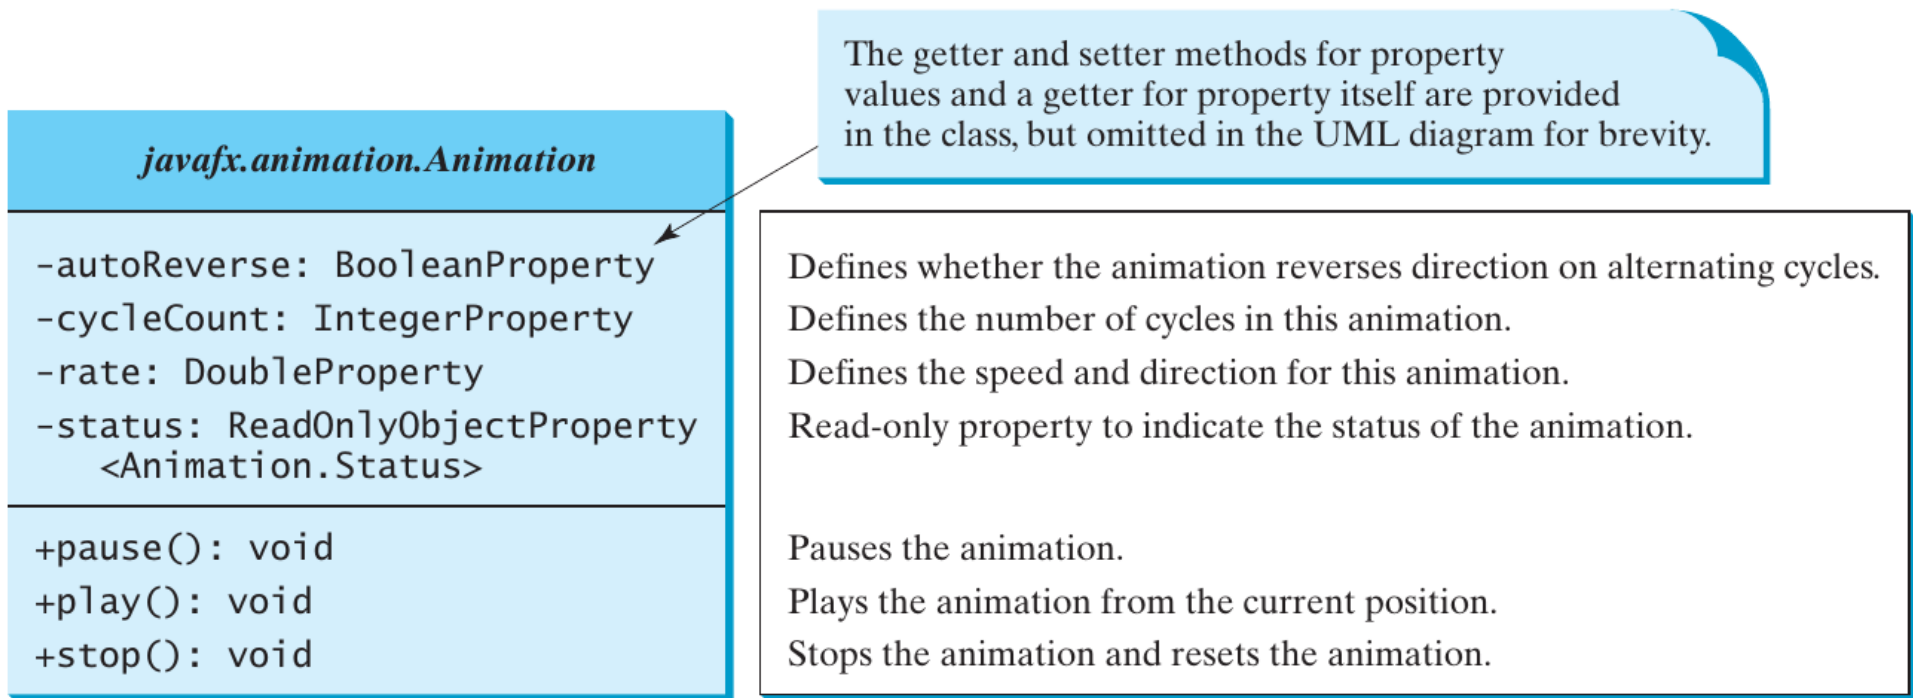 The getter and setter methods for property
values and a getter for property itself are provided
in the class, but omitted in the UML diagram for brevity.
javafx.animation.Animation
-autoReverse: BooleanProperty
-cycleCount: IntegerProperty
-rate: DoubleProperty
-status: ReadOnlyObjectProperty
<Animation.Status>
+pause(): void
+play(): void
+stop(): void
Defines whether the animation reverses direction on alternating cycles.
Defines the number of cycles in this animation.
Defines the speed and direction for this animation.
Read-only property to indicate the status of the animation.
Pauses the animation.
Plays the animation from the current position.
Stops the animation and resets the animation.